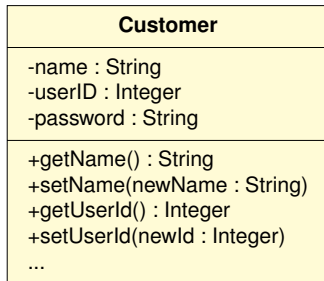 Customer
-name : String
-userID : Integer
-password : String
+getName() : String
+setName(newName : String)
+getUserId() : Integer
+setUserId(newId : Integer)
...